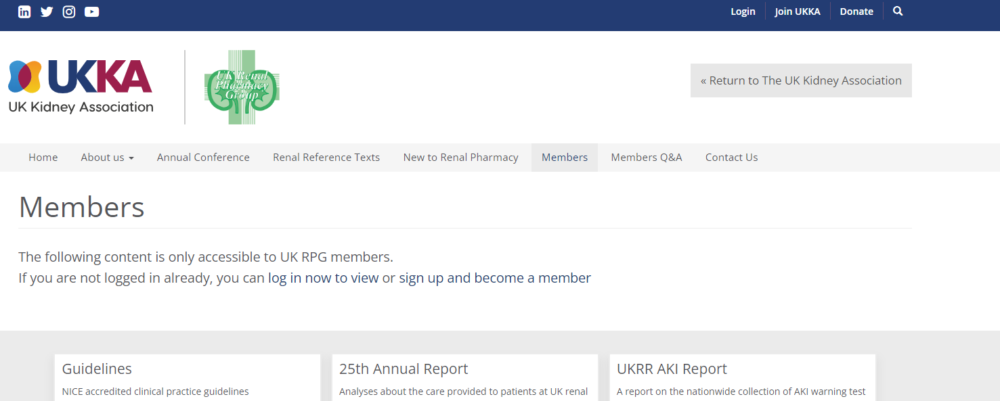 Login
Join UKKA
Donate
UKKA
UK Kidney Association
UK Renal
Pharmacy
Group
« Return to The UK Kidney Association
Home
About us
Annual Conference
Renal Reference Texts
New to Renal Pharmacy
Members
Members Q&A
Contact Us
Members
The following content is only accessible to UK RPG members.
If you are not logged in already, you can log in now to view or sign up and become a member
Guidelines
NICE accredited clinical practice guidelines
25th Annual Report
Analyses about the care provided to patients at UK renal
UKRR AKI Report
A report on the nationwide collection of AKI warning test